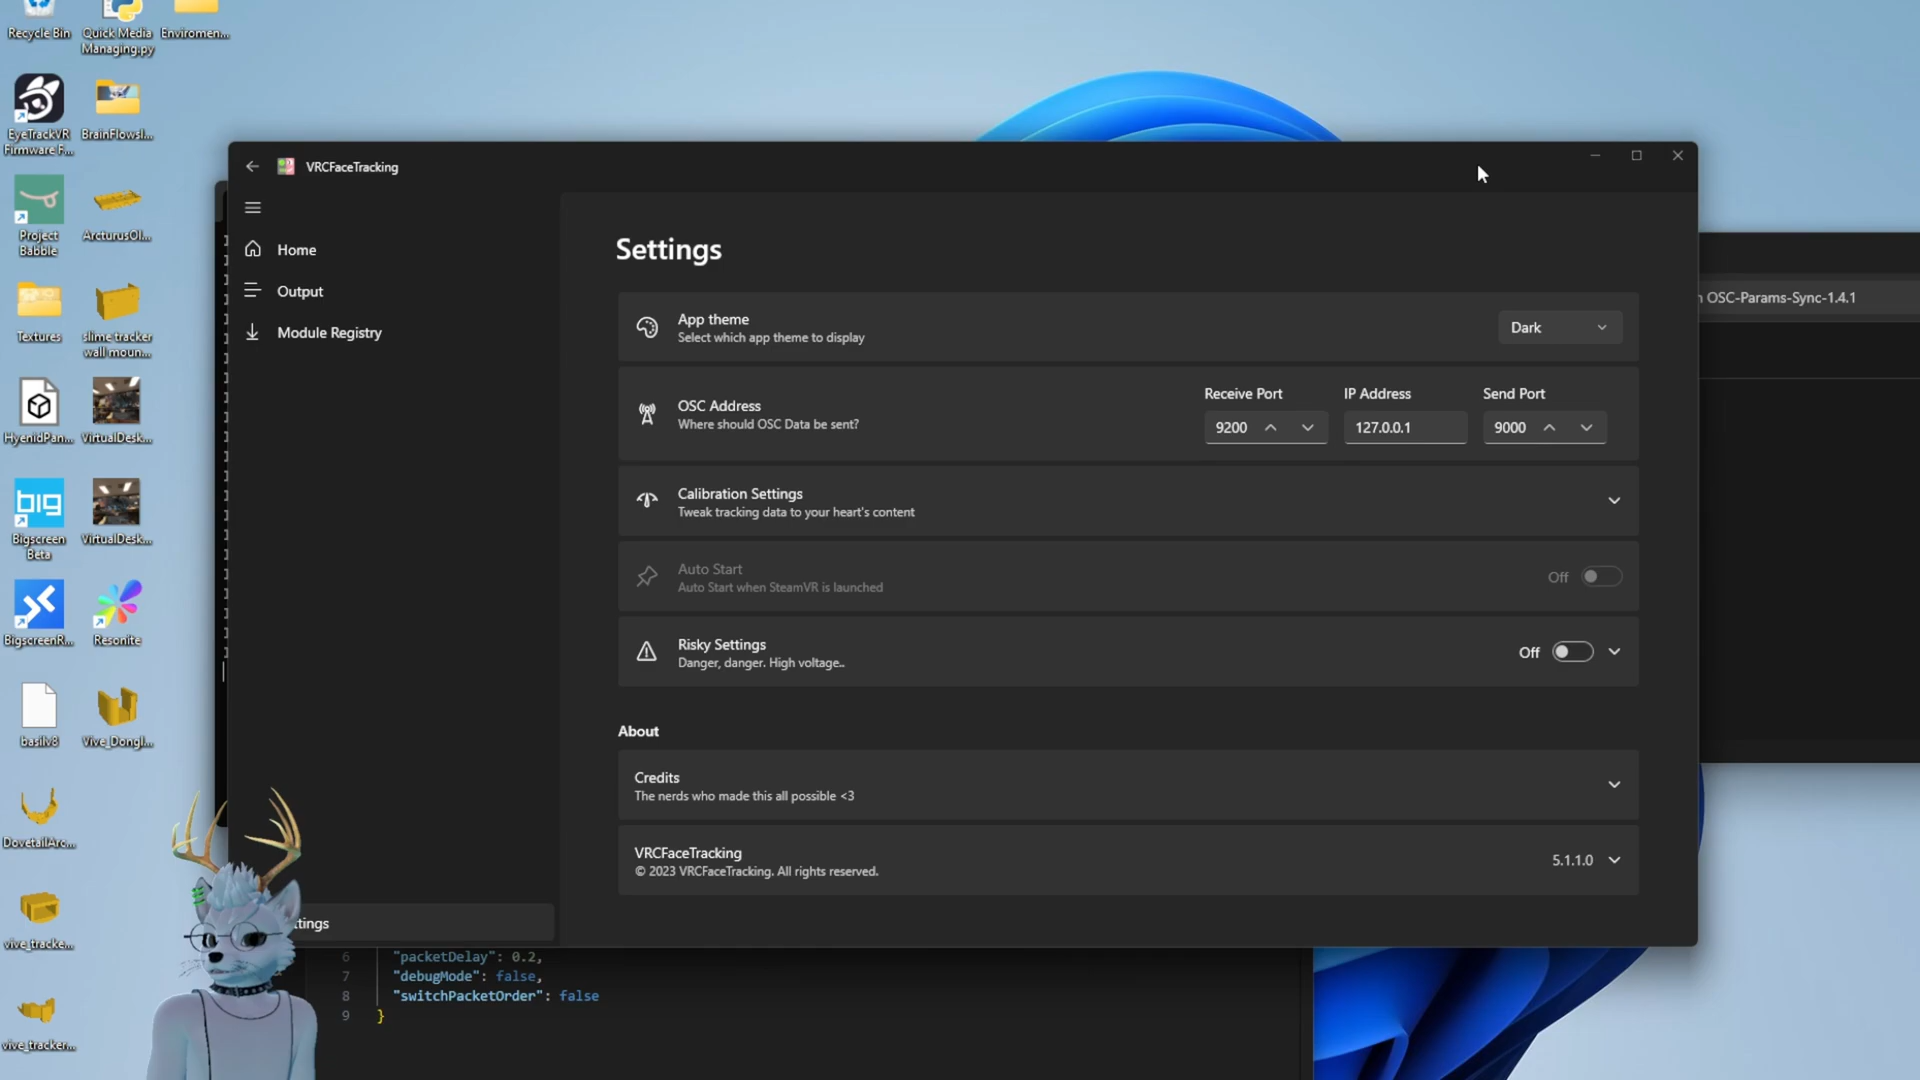 Recycle Bin
Quick Media
Managing.py
Enviromen...
EyeTrackVR
Firmware F...
BrainFlowsI...
Project
Babble
ArcturusOl...
Textures
slime tracker
wall moun...
HyenidPan...
VirtualDesk...
big
Bigscreen
Beta
VirtualDesk...
BigscreenR...
Resonite
basilv8
Vive_Dongl...
DovetailArc...
vive_tracke...
vive_tracker...
VRCFaceTracking
Home
Output
Module Registry
ttings
Settings
App theme
Select which app theme to display
Dark
OSC Address
Where should OSC Data be sent?
Receive Port
IP Address
Send Port
9200
127.0.0.1
9000
Calibration Settings
Tweak tracking data to your heart's content
Auto Start
Auto Start when SteamVR is launched
Off
Risky Settings
Danger, danger. High voltage..
Off
About
Credits
The nerds who made this all possible <3
VRCFaceTracking
© 2023 VRCFaceTracking. All rights reserved.
5.1.1.0
OSC-Params-Sync-1.4.1
6 "packetDelay": 0.2,
7 "debugMode": false,
8 "switchPacketOrder": false
9 }